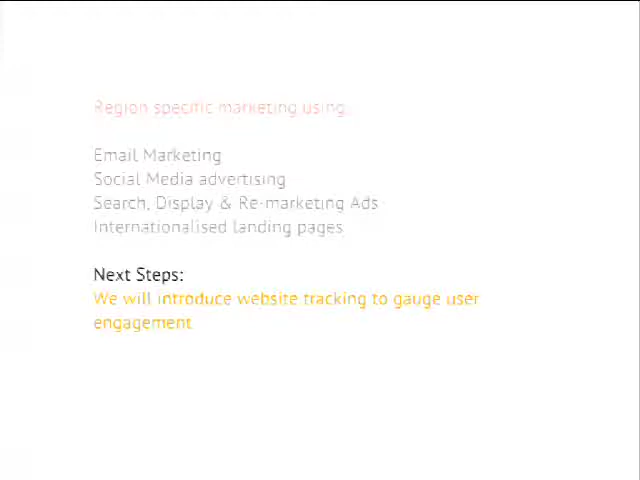 Region specific marketing using:
Email Marketing
Social Media advertising
Search, Display & Re-marketing Ads
Internationalised landing pages
Next Steps:
We will introduce website tracking to gauge user
engagement